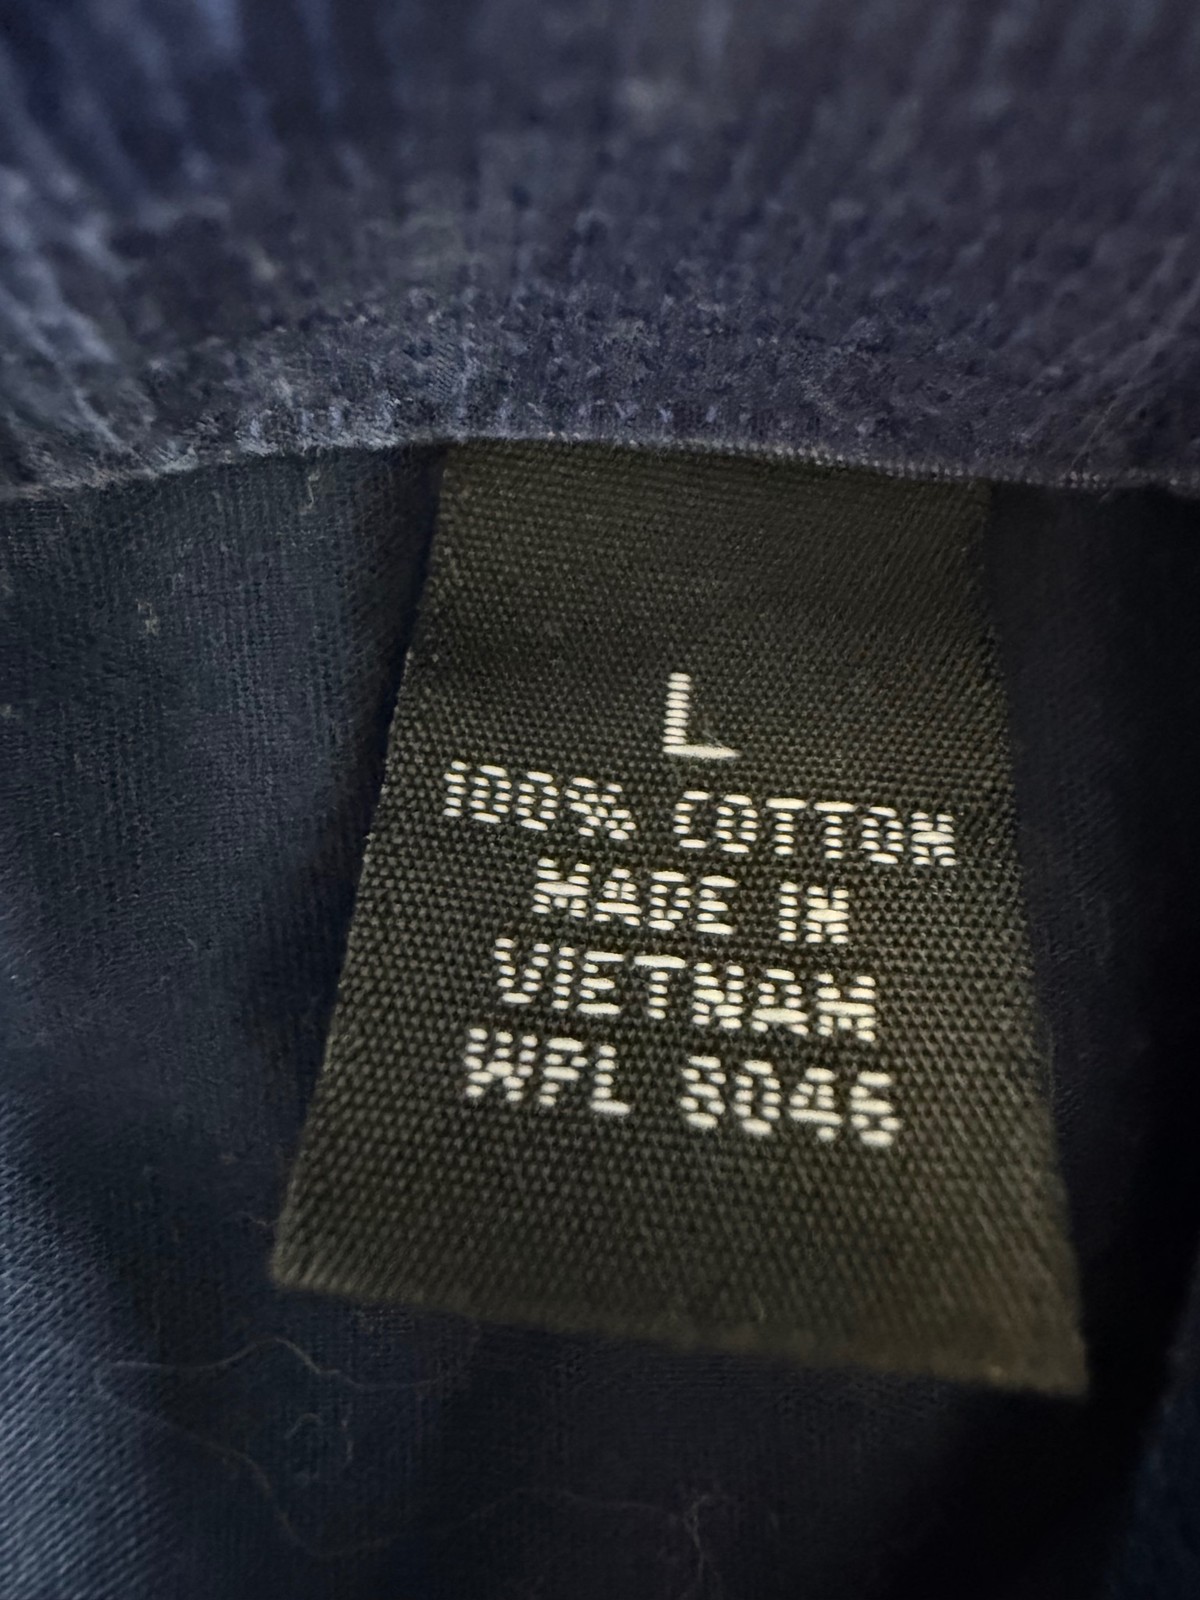 L
100% COTTON
MADE IN
VIETNAM
WPL 8046